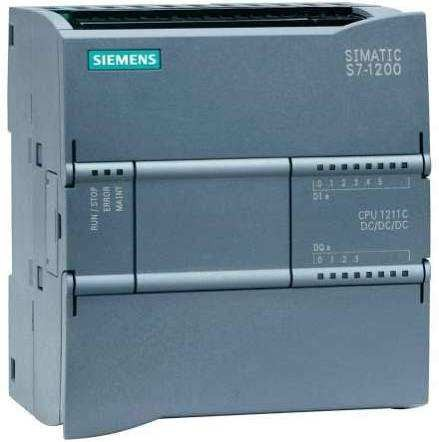 SIEMENS
SIMATIC
S7-1200
RUN / STOP
ERROR
MAINT
0 1 2 3 4 5
DI a
CPU 1211C
DC/DC/DC
DQ a
0 1 2 3